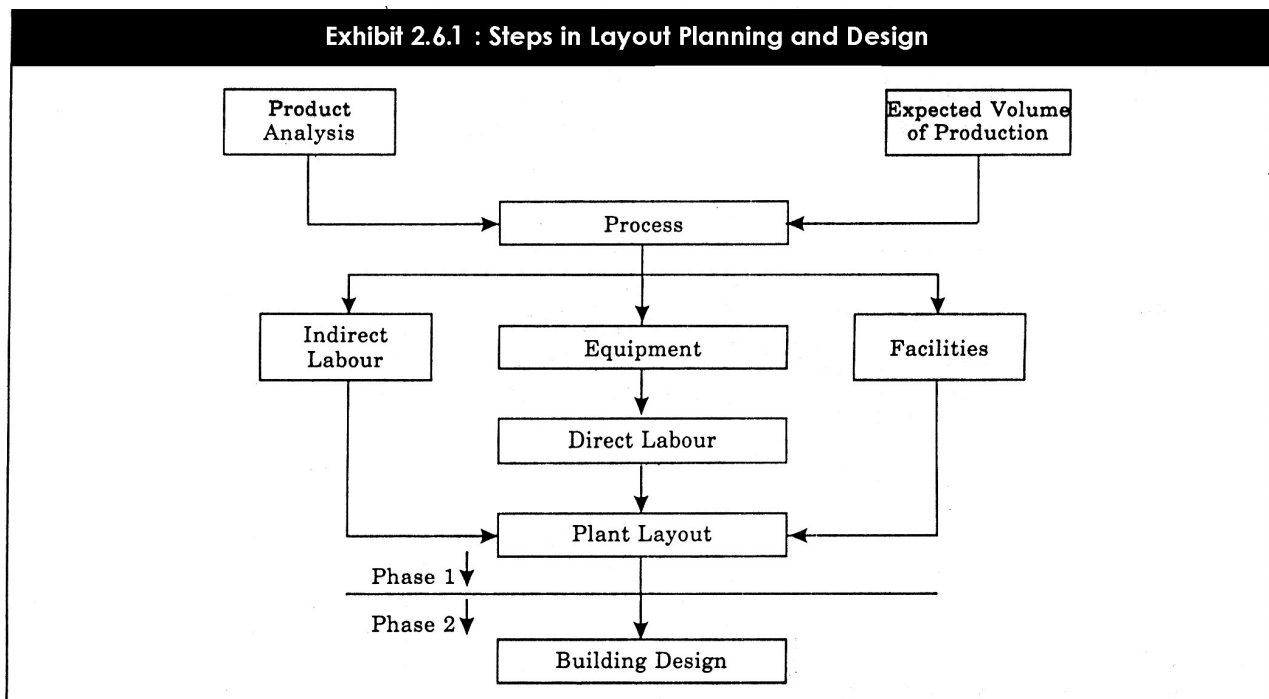 Exhibit 2.6.1 : Steps in Layout Planning and Design
Product
Analysis
Expected Volume
of Production
Process
Indirect
Labour
Equipment
Facilities
Direct Labour
Plant Layout
Phase 1
Phase 2
Building Design